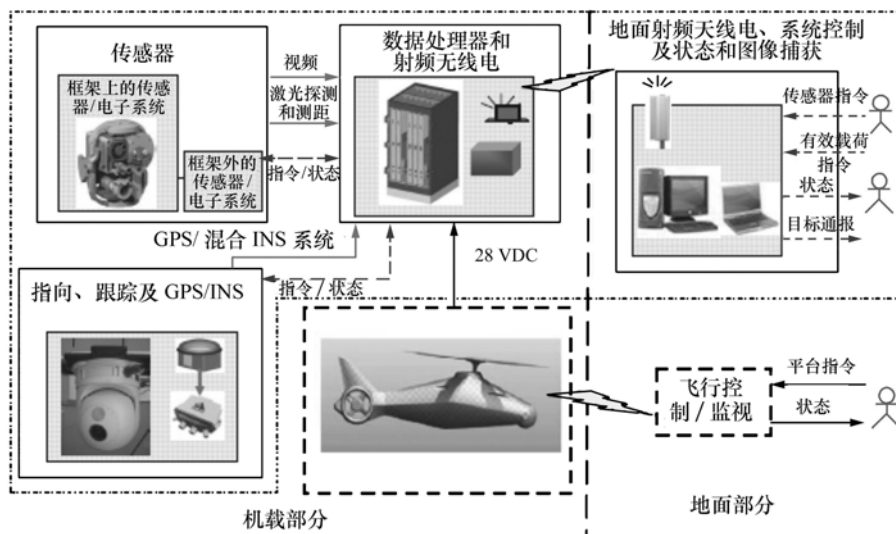 传感器
框架上的传感
器/电子系统
框架外的
传感器/
电子系统
视频
激光探测
和测距
指令/状态
数据处理器和
射频无线电
地面射频天线电、系统控制
及状态和图像捕获
传感器指令
有效载荷
指令
状态
目标通报
GPS/ 混合 INS 系统
28 VDC
指令/状态
指向、跟踪及 GPS/INS
飞行控
制/监视
平台指令
状态
机载部分
地面部分